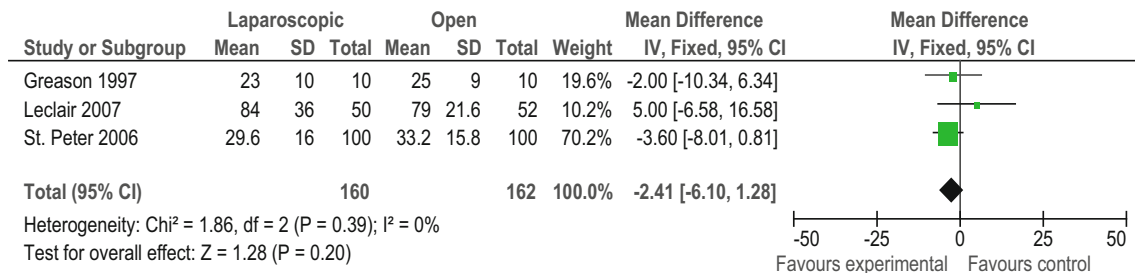 Laparoscopic Open Mean Difference Mean Difference
Study or Subgroup Mean SD Total Mean SD Total Weight IV, Fixed, 95% CI IV, Fixed, 95% CI
Greason 1997 23 10 10 25 9 10 19.6% -2.00 [-10.34, 6.34]
Leclair 2007 84 36 50 79 21.6 52 10.2% 5.00 [-6.58, 16.58]
St. Peter 2006 29.6 16 100 33.2 15.8 100 70.2% -3.60 [-8.01, 0.81]
Total (95% CI) 160 162 100.0% -2.41 [-6.10, 1.28]
Heterogeneity: Chi² = 1.86, df = 2 (P = 0.39); I² = 0%
Test for overall effect: Z = 1.28 (P = 0.20)
-50 -25 0 25 50
Favours experimental Favours control